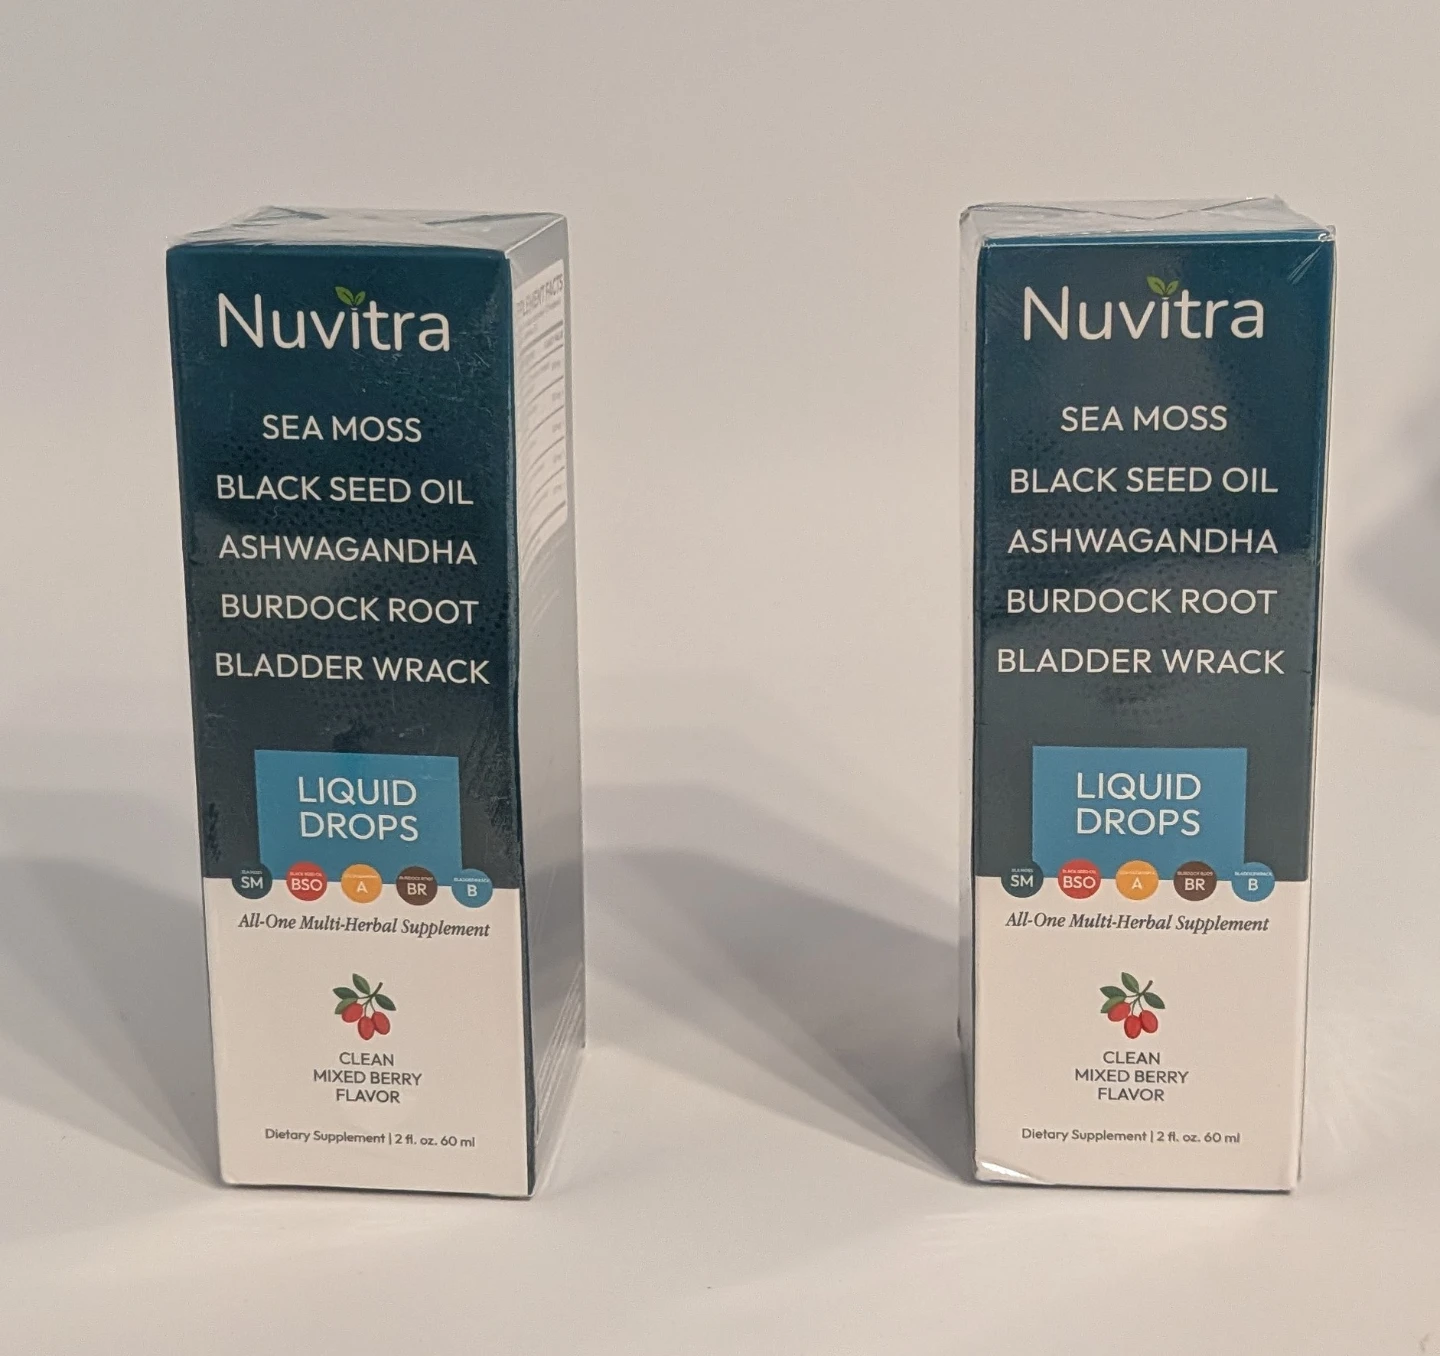 Nuvitra
SEA MOSS
BLACK SEED OIL
ASHWAGANDHA
BURDOCK ROOT
BLADDER WRACK
LIQUID
DROPS
SM
BSO
A
BR
B
All-One Multi-Herbal Supplement
CLEAN
MIXED BERRY
FLAVOR
Dietary Supplement | 2 fl. oz. 60 ml
FACTS
Nuvitra
SEA MOSS
BLACK SEED OIL
ASHWAGANDHA
BURDOCK ROOT
BLADDER WRACK
LIQUID
DROPS
SM
BSO
A
BR
B
All-One Multi-Herbal Supplement
CLEAN
MIXED BERRY
FLAVOR
Dietary Supplement | 2 fl. oz. 60 ml